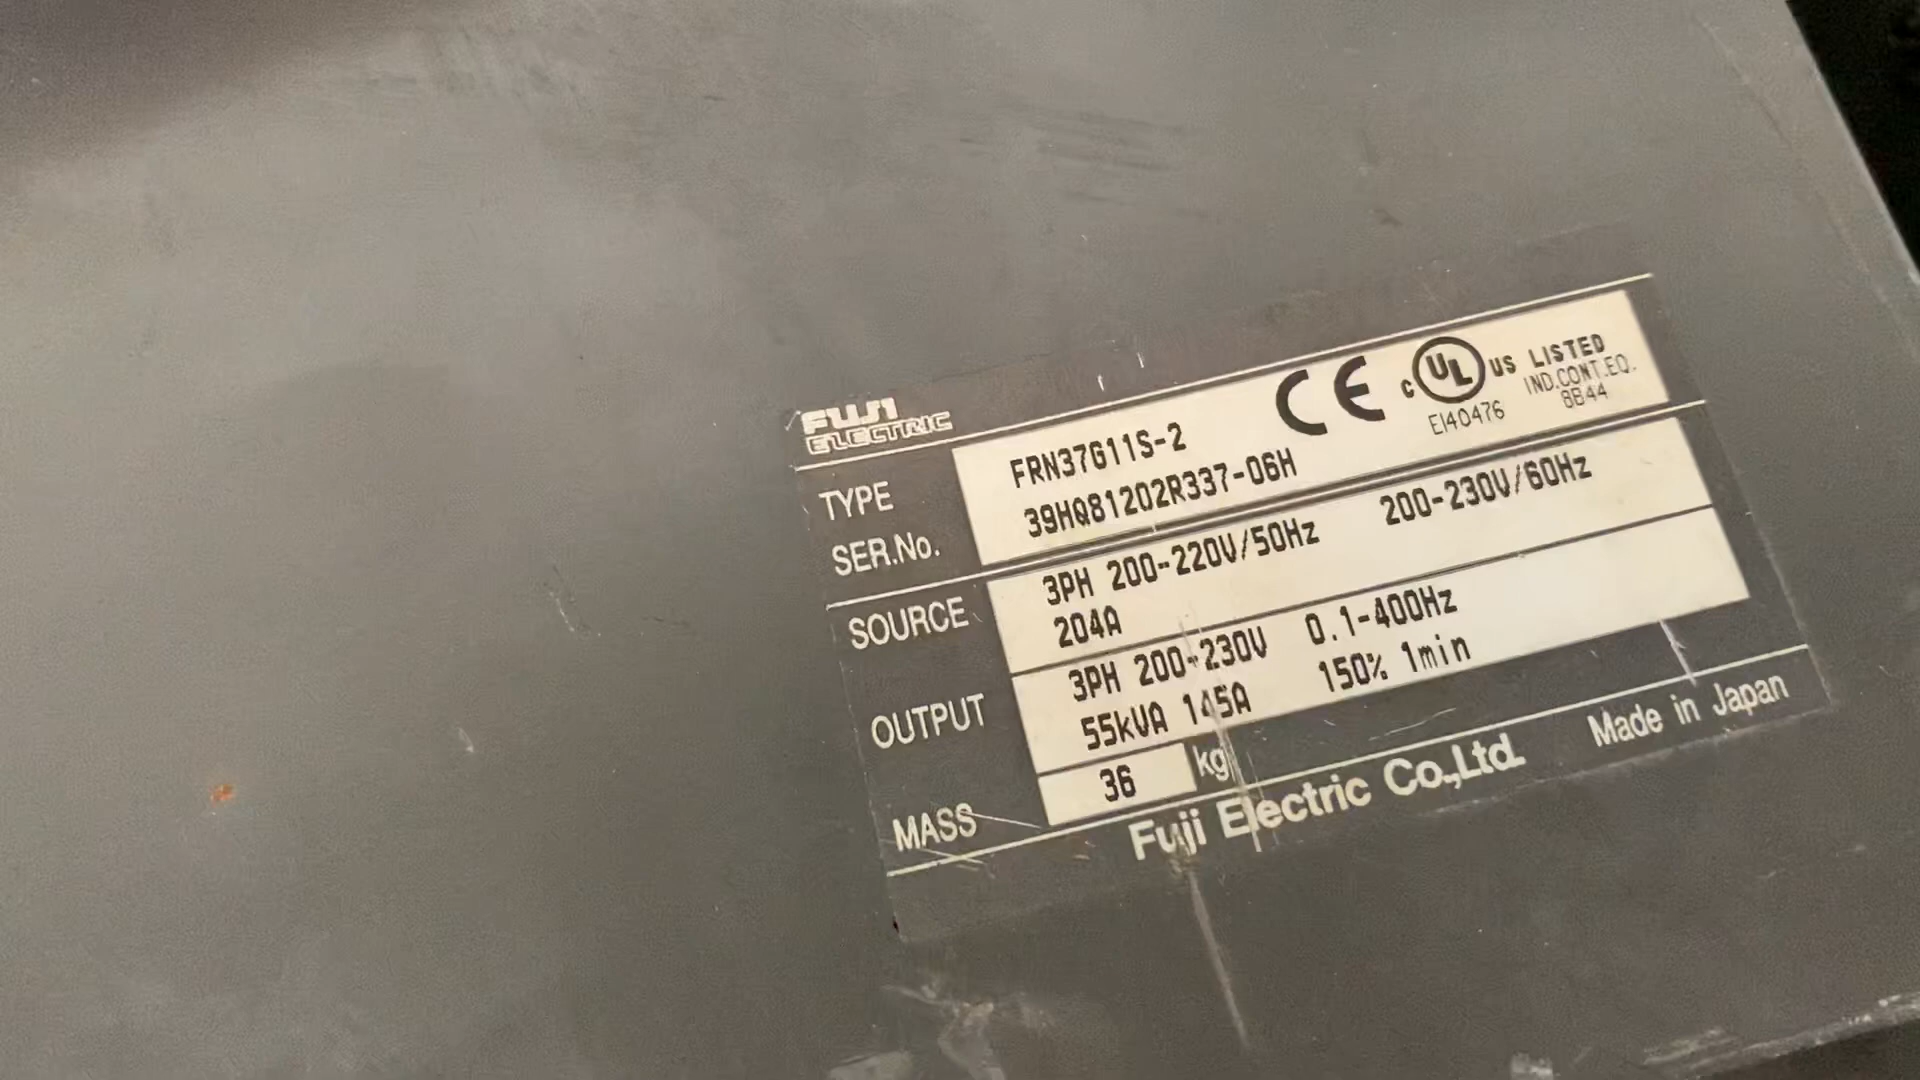 FUJI
ELECTRIC
CE c UL US LISTED
IND.CONT.EQ.
E140476 8B44
TYPE FRN37G11S-2
SER.No. 39HQ81202R337-06H
SOURCE 3PH 200-220V/50Hz 200-230V/60Hz
204A
OUTPUT 3PH 200-230V 0.1-400Hz
55kVA 145A 150% 1min
MASS 36 kg
Fuji Electric Co.,Ltd. Made in Japan